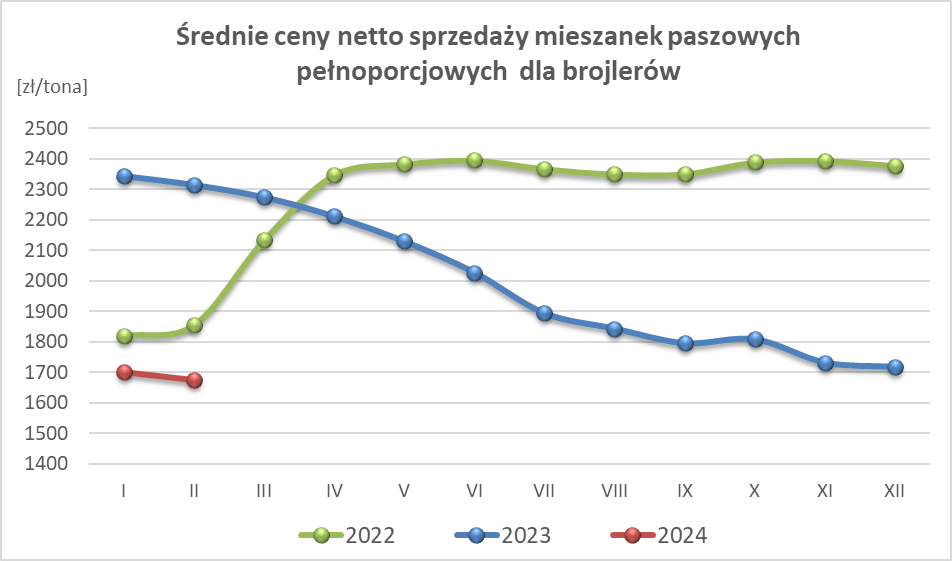 Średnie ceny netto sprzedaży mieszanek paszowych
pełnoporcjowych dla brojlerów
[zł/tona]
2500
2400
2300
2200
2100
2000
1900
1800
1700
1600
1500
1400
I II III IV V VI VII VIII IX X XI XII
2022 2023 2024